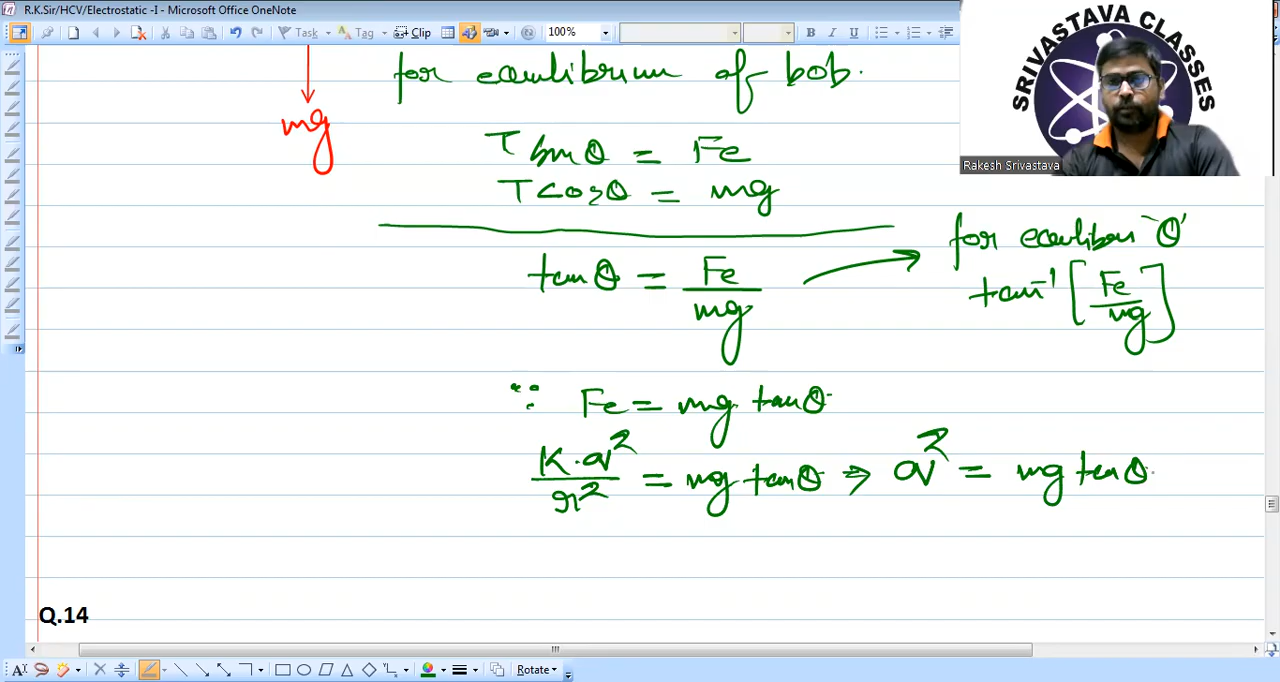 R.K.Sir/HCV/Electrostatic -I - Microsoft Office OneNote
Task Clip 100% B I U
SRIVASTAVA CLASSES
Rakesh Srivastava
for equilibrium of bob.
mg
T sinθ = Fe
T cosθ = mg
tanθ = Fe/mg
for equlibrium 'θ'
tan⁻¹ [Fe/mg]
∵ Fe = mg tanθ
K·q²/r² = mg tanθ ⇒ q² = mg tanθ
Q.14
Rotate